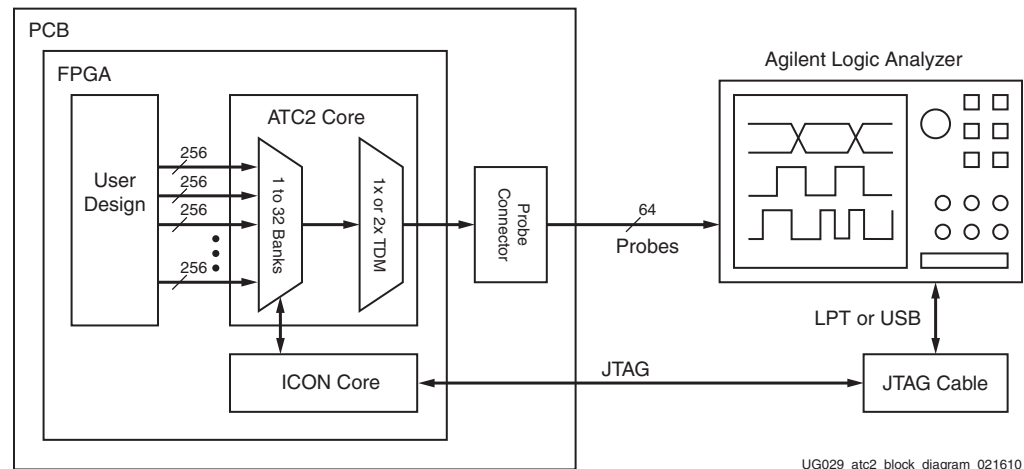 PCB
FPGA
Agilent Logic Analyzer
ATC2 Core
User
Design
256
256
256
256
1 to 32 Banks
1x or 2x TDM
Probe
Connector
64
Probes
LPT or USB
ICON Core
JTAG
JTAG Cable
UG029_atc2_block_diagram_021610